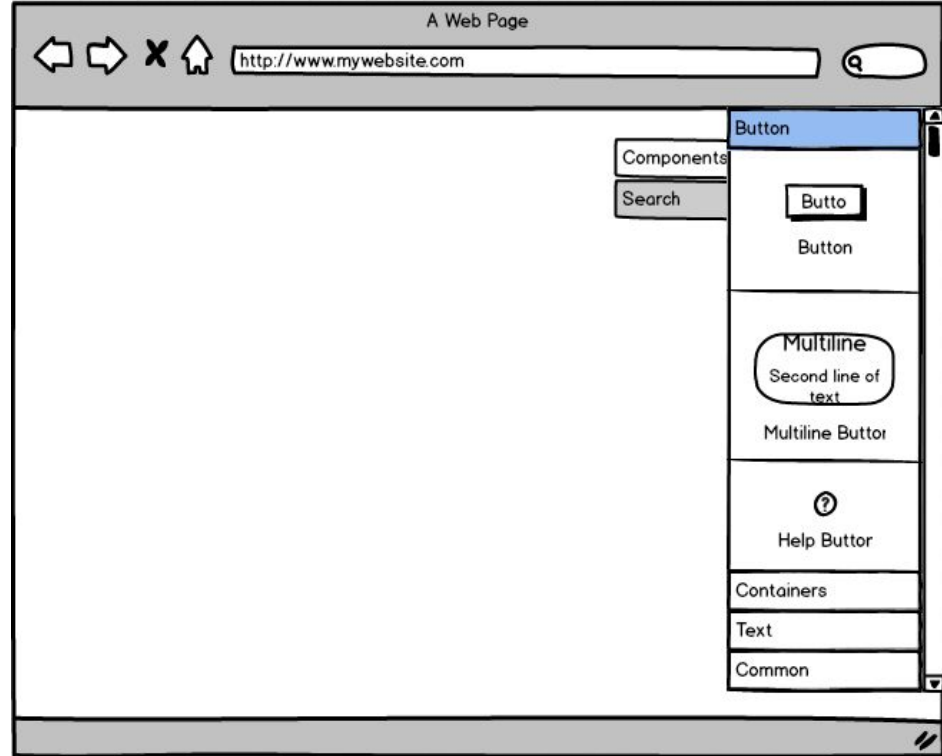 A Web Page
http://www.mywebsite.com
Button
Components
Search
Butto
Button
Multiline
Second line of
text
Multiline Buttor
?
Help Buttor
Containers
Text
Common